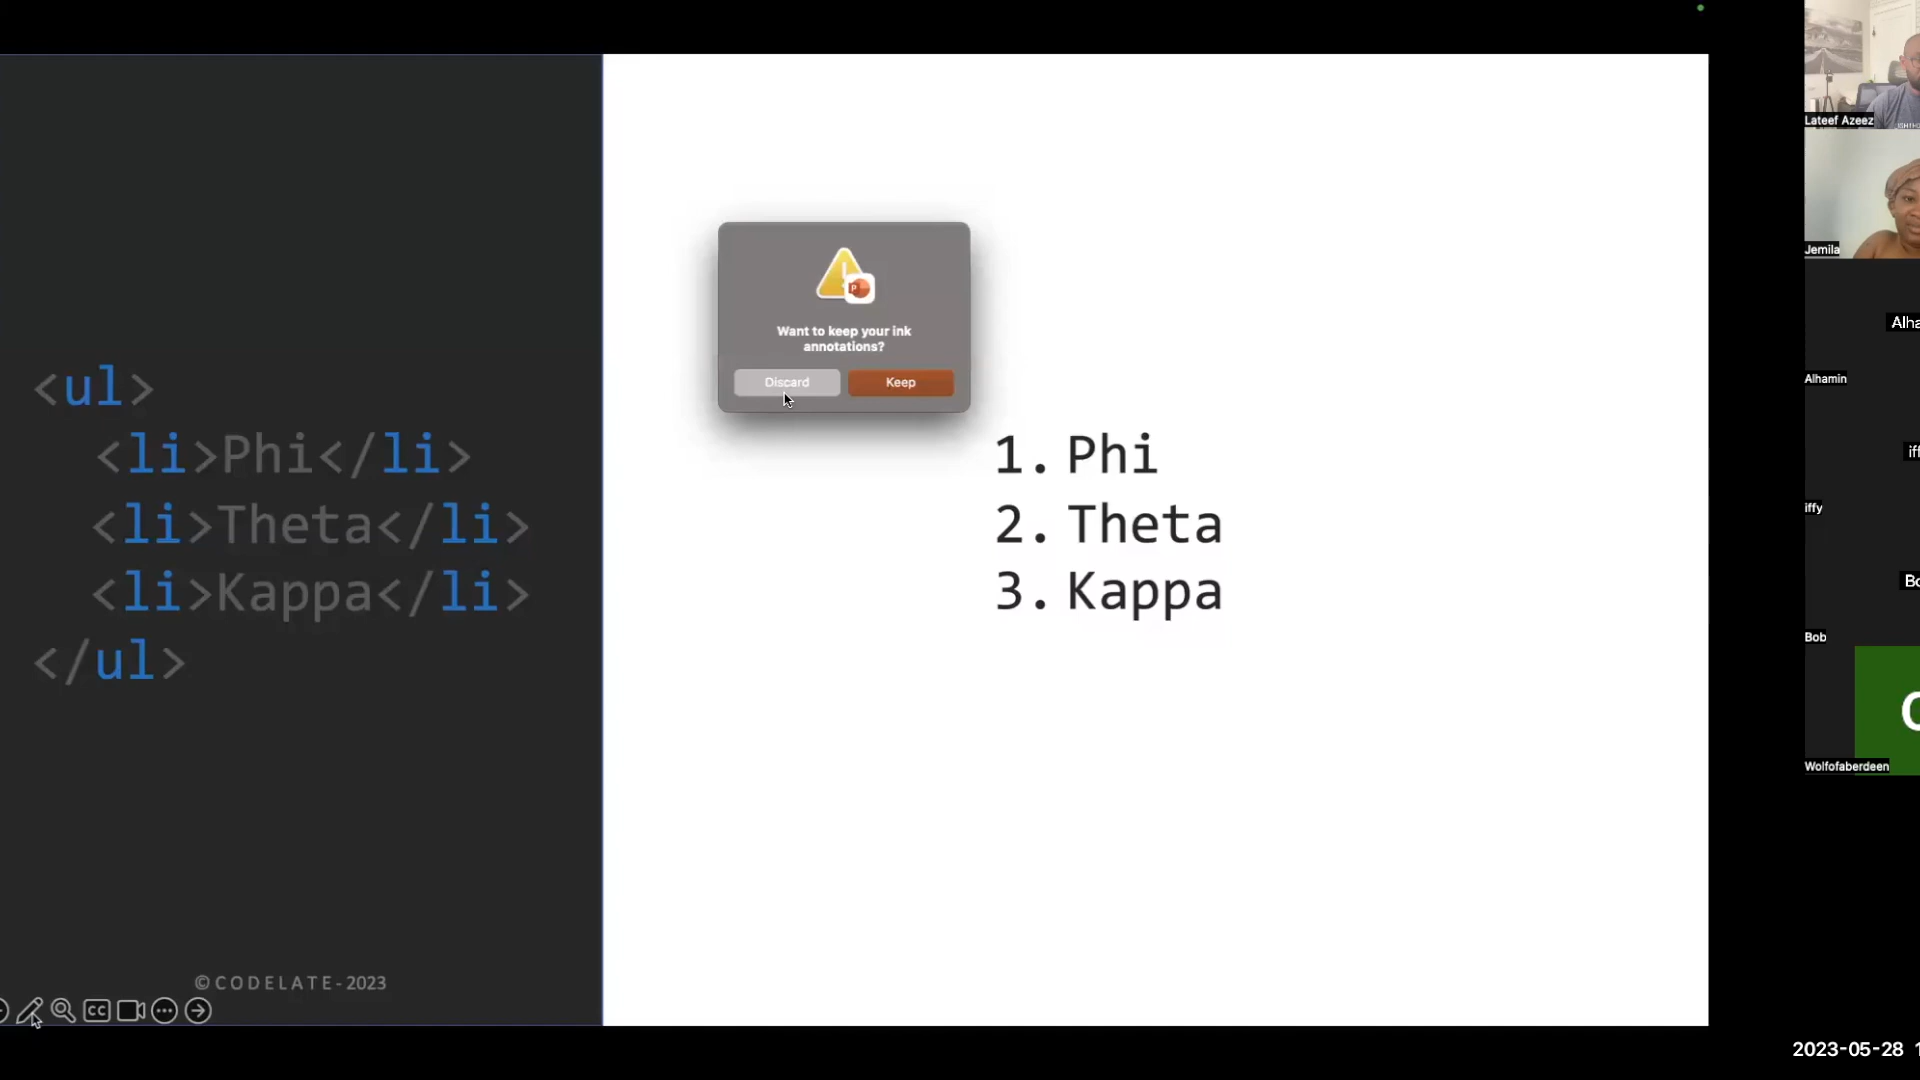 <ul>
<li>Phi</li>
<li>Theta</li>
<li>Kappa</li>
</ul>
©CODELATE-2023
CC
P
Want to keep your ink
annotations?
Discard
Keep
1. Phi
2. Theta
3. Kappa
Lateef Azeez
Jemila
Alha
Alhamin
iff
iffy
Bo
Bob
Wolfofaberdeen
2023-05-28 1